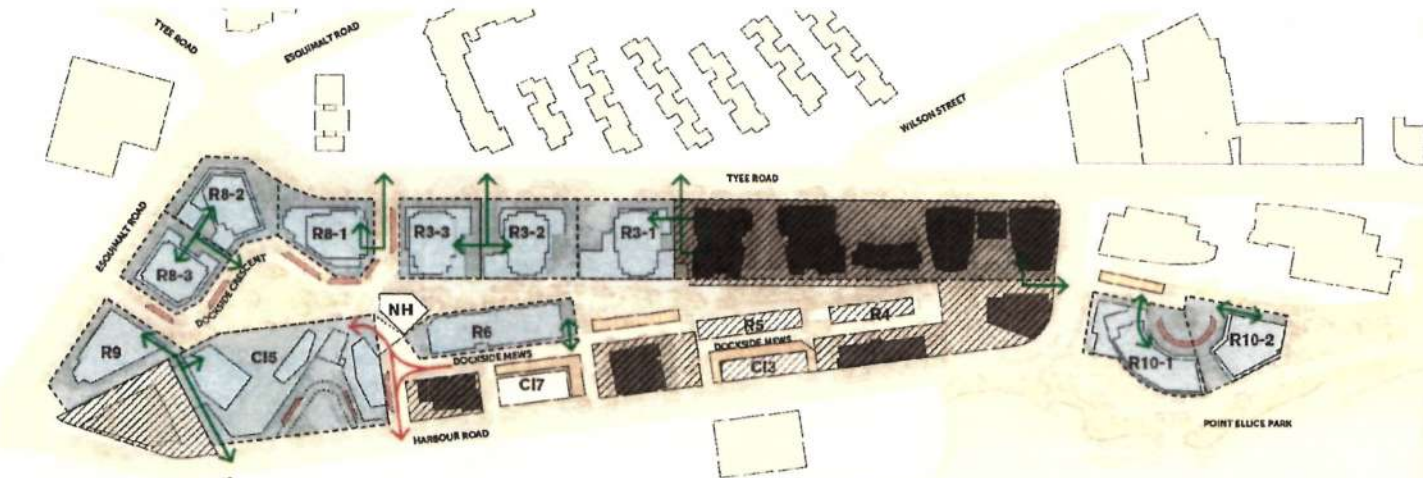 TYEE ROAD
ESQUIMALT ROAD
WILSON STREET
TYEE ROAD
R8-2
R8-1
R3-3
R3-2
R3-1
ESQUIMALT ROAD
R8-3
DOCKSIDE CRESCENT
NH
R6
R5
R4
R9
CI5
DOCKSIDE MEWS
DOCKSIDE MEWS
CI7
CI3
R10-1
R10-2
HARBOUR ROAD
POINT ELLICE PARK